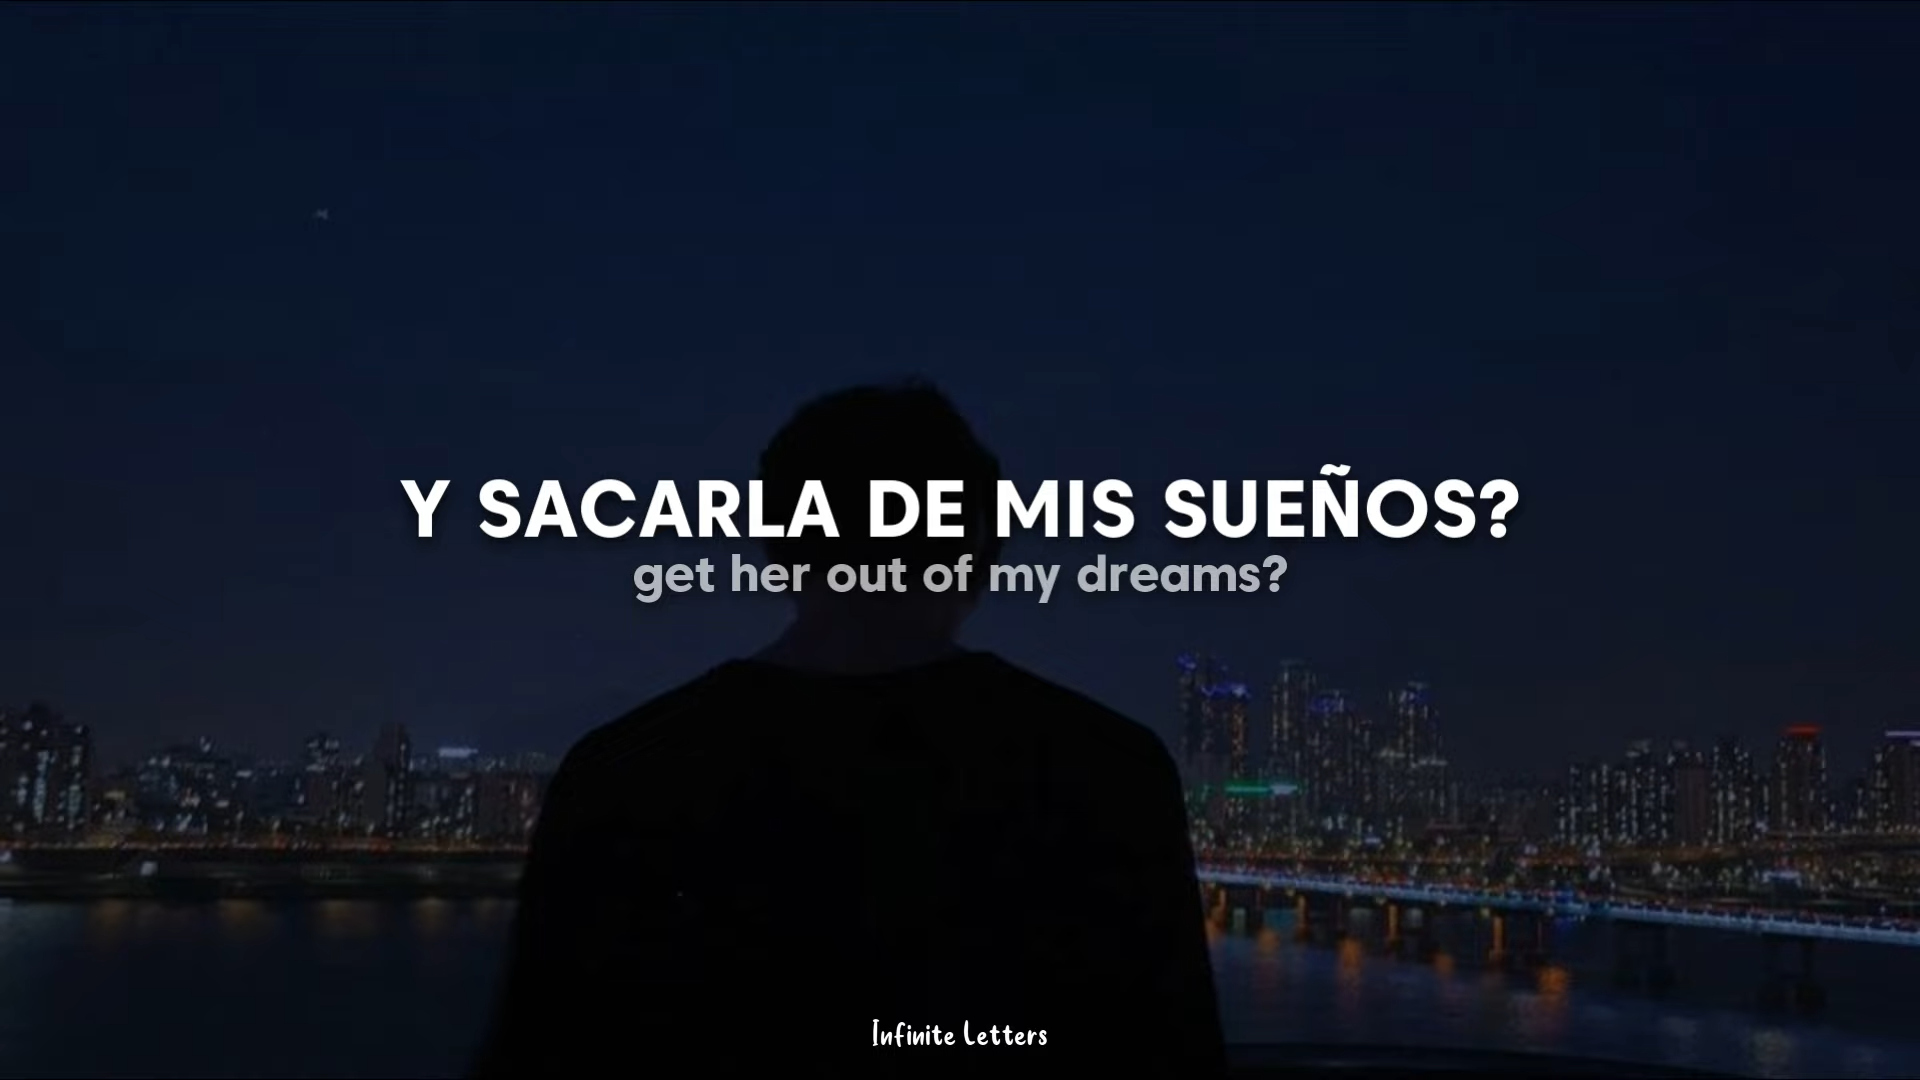 Y SACARLA DE MIS SUEÑOS?
get her out of my dreams?
Infinite Letters